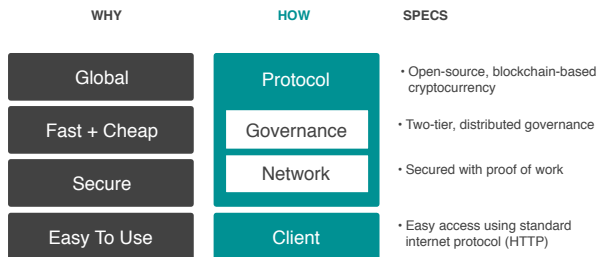 WHY HOW SPECS
Global
Protocol
• Open-source, blockchain-based
cryptocurrency
Fast + Cheap
Governance
• Two-tier, distributed governance
Secure
Network
• Secured with proof of work
Easy To Use
Client
• Easy access using standard
internet protocol (HTTP)